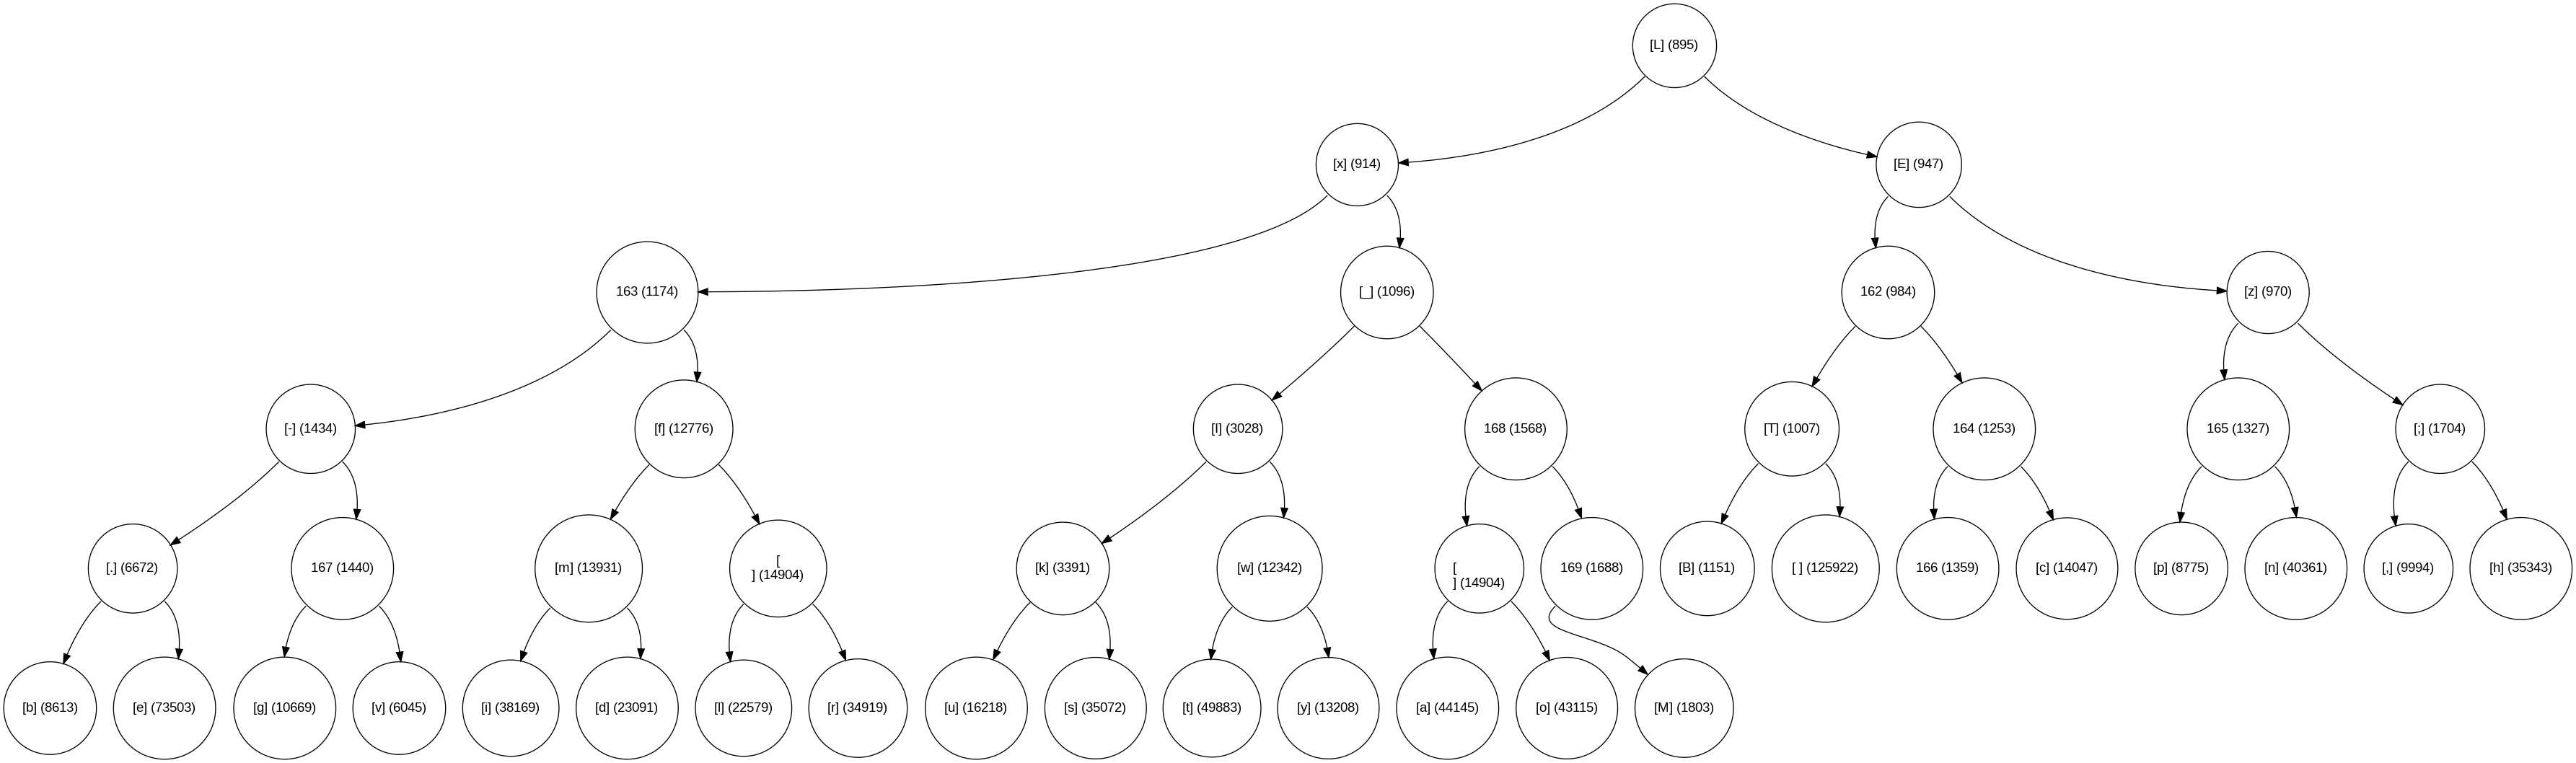 [L] (895)
[x] (914)
[E] (947)
163 (1174)
[_] (1096)
162 (984)
[z] (970)
[-] (1434)
[f] (12776)
[I] (3028)
168 (1568)
[T] (1007)
164 (1253)
165 (1327)
[;] (1704)
[.] (6672)
167 (1440)
[m] (13931)
[
] (14904)
[k] (3391)
[w] (12342)
[
] (14904)
169 (1688)
[B] (1151)
[ ] (125922)
166 (1359)
[c] (14047)
[p] (8775)
[n] (40361)
[,] (9994)
[h] (35343)
[b] (8613)
[e] (73503)
[g] (10669)
[v] (6045)
[i] (38169)
[d] (23091)
[l] (22579)
[r] (34919)
[u] (16218)
[s] (35072)
[t] (49883)
[y] (13208)
[a] (44145)
[o] (43115)
[M] (1803)